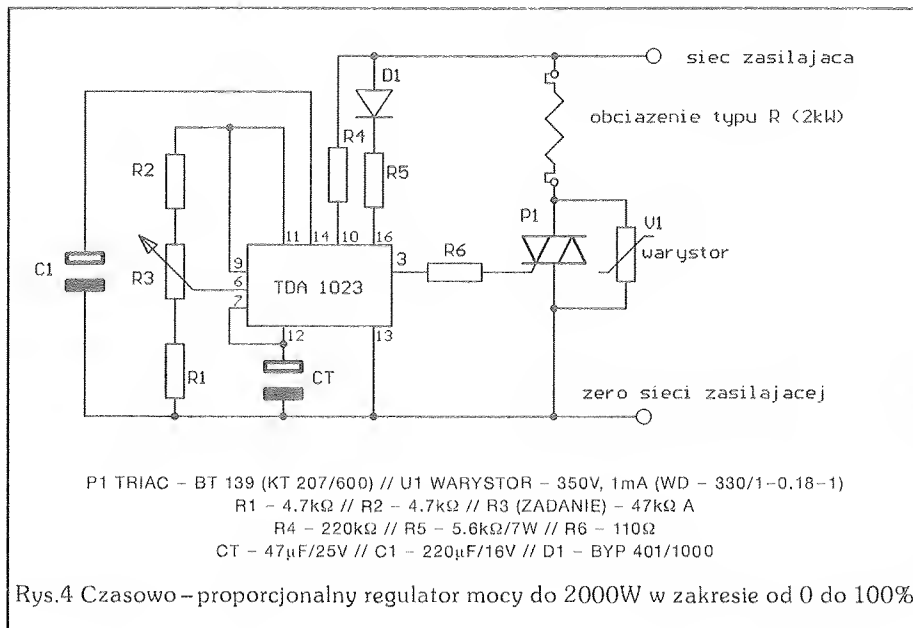 siec zasilajaca
D1
obciazenie typu R (2kW)
R4
R2
R5
P1
U1
warystor
11 14 10 16
3
R6
C1
R3
9
6
7
TDA 1023
12
13
R1
CT
zero sieci zasilajacej
P1 TRIAC – BT 139 (KT 207/600) // U1 WARYSTOR – 350V, 1mA (WD – 330/1-0.18-1)
R1 – 4.7kΩ // R2 – 4.7kΩ // R3 (ZADANIE) – 47kΩ A
R4 – 220kΩ // R5 – 5.6kΩ/7W // R6 – 110Ω
CT – 47µF/25V // C1 – 220µF/16V // D1 – BYP 401/1000
Rys.4 Czasowo–proporcjonalny regulator mocy do 2000W w zakresie od 0 do 100%